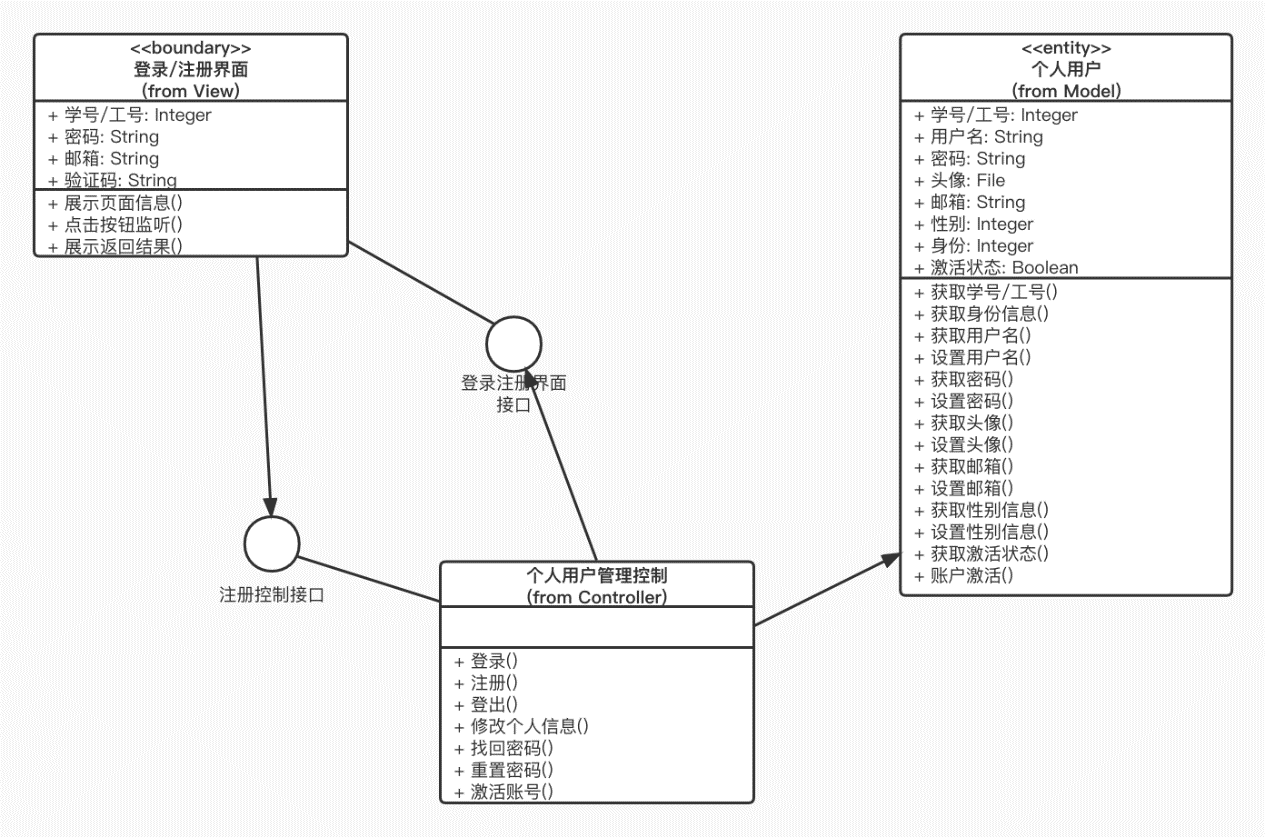 <<boundary>>
登录/注册界面
(from View)
+ 学号/工号: Integer
+ 密码: String
+ 邮箱: String
+ 验证码: String
+ 展示页面信息()
+ 点击按钮监听()
+ 展示返回结果()
<<entity>>
个人用户
(from Model)
+ 学号/工号: Integer
+ 用户名: String
+ 密码: String
+ 头像: File
+ 邮箱: String
+ 性别: Integer
+ 身份: Integer
+ 激活状态: Boolean
+ 获取学号/工号()
+ 获取身份信息()
+ 获取用户名()
+ 设置用户名()
+ 获取密码()
+ 设置密码()
+ 获取头像()
+ 设置头像()
+ 获取邮箱()
+ 设置邮箱()
+ 获取性别信息()
+ 设置性别信息()
+ 获取激活状态()
+ 账户激活()
登录注册界面
接口
注册控制接口
个人用户管理控制
(from Controller)
+ 登录()
+ 注册()
+ 登出()
+ 修改个人信息()
+ 找回密码()
+ 重置密码()
+ 激活账号()